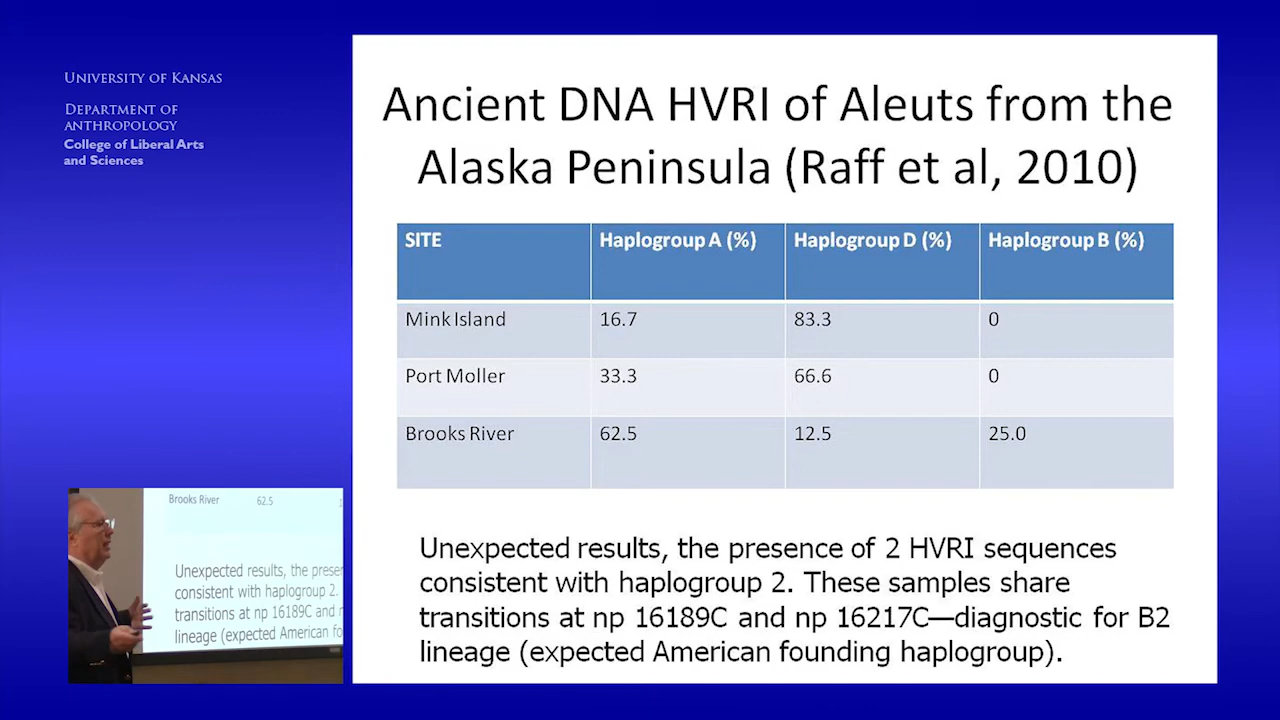 UNIVERSITY OF KANSAS
DEPARTMENT OF
ANTHROPOLOGY
College of Liberal Arts
and Sciences
Ancient DNA HVRI of Aleuts from the
Alaska Peninsula (Raff et al, 2010)
SITE Haplogroup A (%) Haplogroup D (%) Haplogroup B (%)
Mink Island 16.7 83.3 0
Port Moller 33.3 66.6 0
Brooks River 62.5 12.5 25.0
Unexpected results, the presence of 2 HVRI sequences
consistent with haplogroup 2. These samples share
transitions at np 16189C and np 16217C—diagnostic for B2
lineage (expected American founding haplogroup).
Brooks River 62.5
Unexpected results, the presen
consistent with haplogroup 2.
transitions at np 16189C and n
lineage (expected American fo